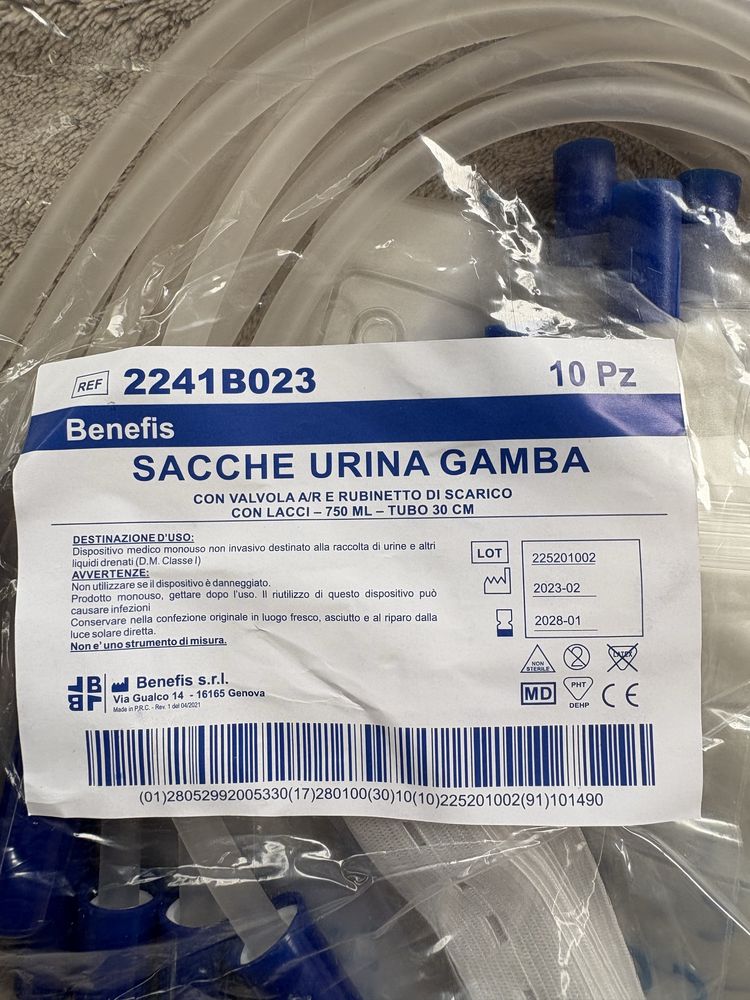 REF 2241B023 10 Pz
Benefis
SACCHE URINA GAMBA
CON VALVOLA A/R E RUBINETTO DI SCARICO
CON LACCI – 750 ML – TUBO 30 CM
DESTINAZIONE D'USO:
Dispositivo medico monouso non invasivo destinato alla raccolta di urine e altri
liquidi drenati (D.M. Classe I)
AVVERTENZE:
Non utilizzare se il dispositivo è danneggiato.
Prodotto monouso, gettare dopo l'uso. Il riutilizzo di questo dispositivo può
causare infezioni
Conservare nella confezione originale in luogo fresco, asciutto e al riparo dalla
luce solare diretta.
Non e' uno strumento di misura.
LOT 225201002
2023-02
2028-01
NON STERILE 2 LATEX
MD PHT DEHP CE
Benefis s.r.l.
Via Gualco 14 - 16165 Genova
Made in P.R.C. - Rev. 1 del 04/2021
(01)28052992005330(17)280100(30)10(10)225201002(91)101490